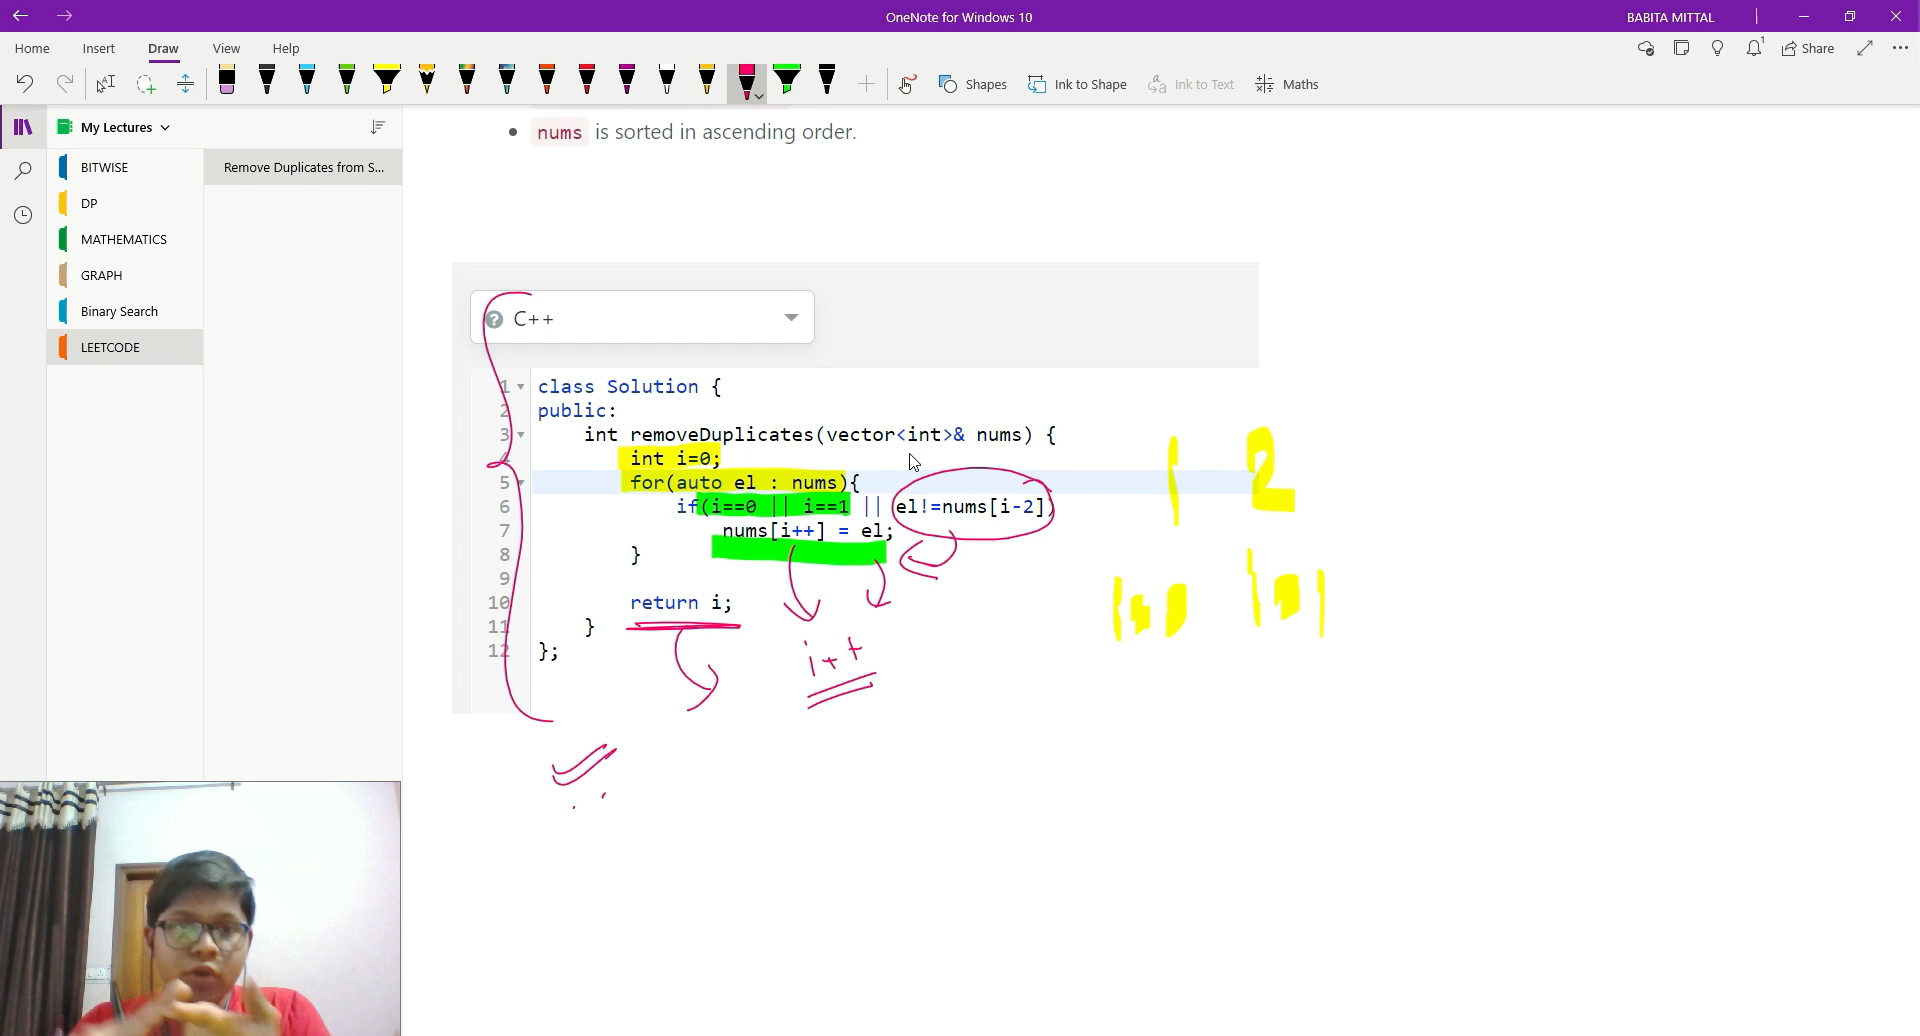 OneNote for Windows 10
BABITA MITTAL
Home Insert Draw View Help
1
Share
Shapes Ink to Shape Ink to Text Maths
My Lectures
BITWISE
DP
MATHEMATICS
GRAPH
Binary Search
LEETCODE
Remove Duplicates from S...
nums is sorted in ascending order.
C++
1 class Solution {
2 public:
3 int removeDuplicates(vector<int>& nums) {
4 int i=0;
5 for(auto el : nums){
6 if(i==0 || i==1 || el!=nums[i-2])
7 nums[i++] = el;
8 }
9
10 return i;
11 }
12 };
i++
1 2